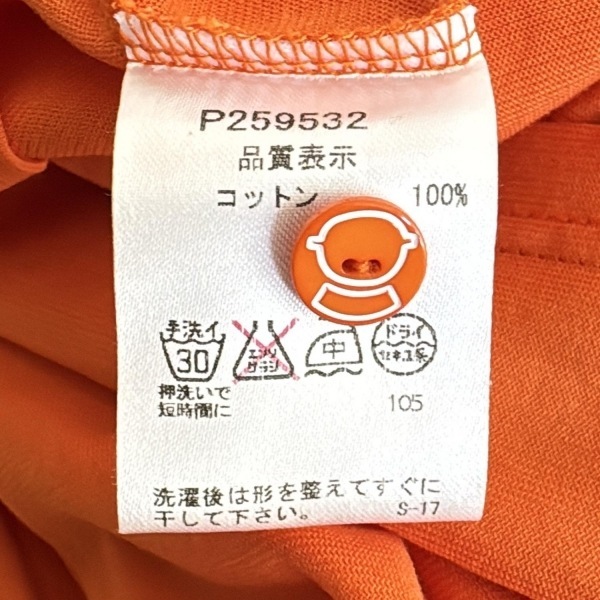 P259532
品質表示
コットン 100%
手洗イ
30
押洗いで
短時間に
エンソ
サラシ
中
ドライ
セキユ系
105
洗濯後は形を整えてすぐに
干して下さい。 S-17